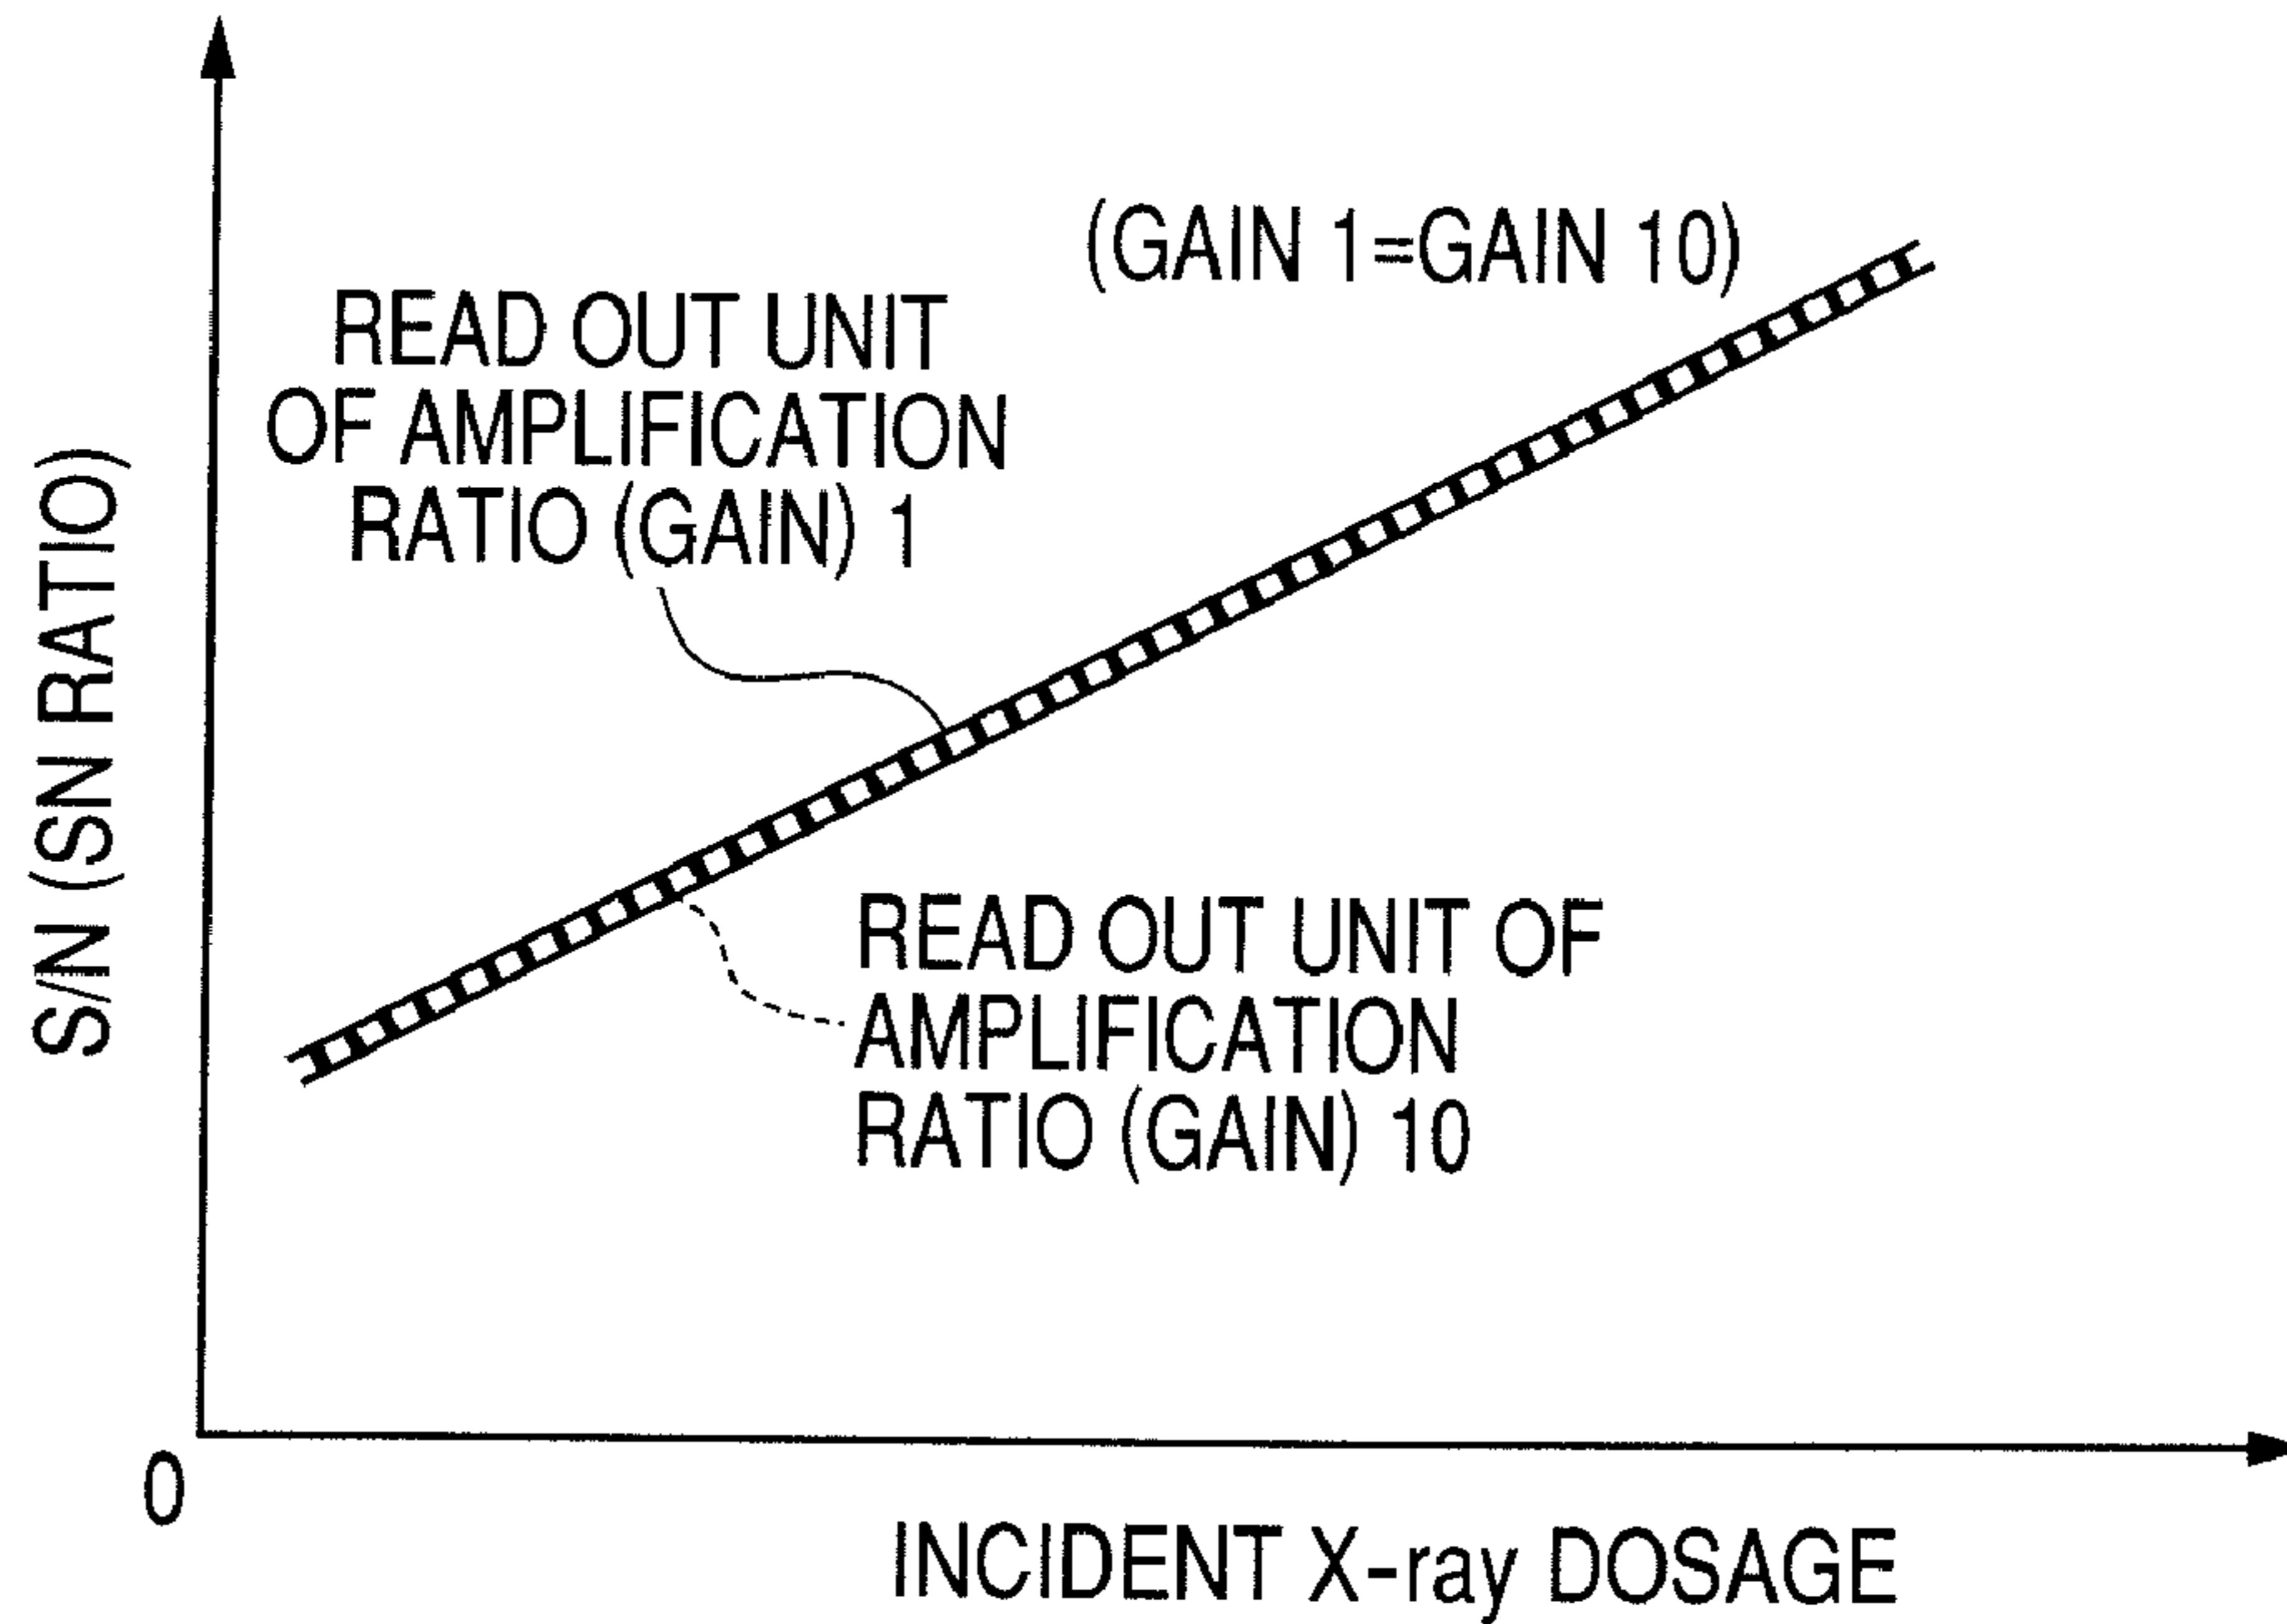 (GAIN 1=GAIN 10)
READ OUT UNIT
OF AMPLIFICATION
RATIO (GAIN) 1
S/N (SN RATIO)
READ OUT UNIT OF
AMPLIFICATION
RATIO (GAIN) 10
0
INCIDENT X-ray DOSAGE